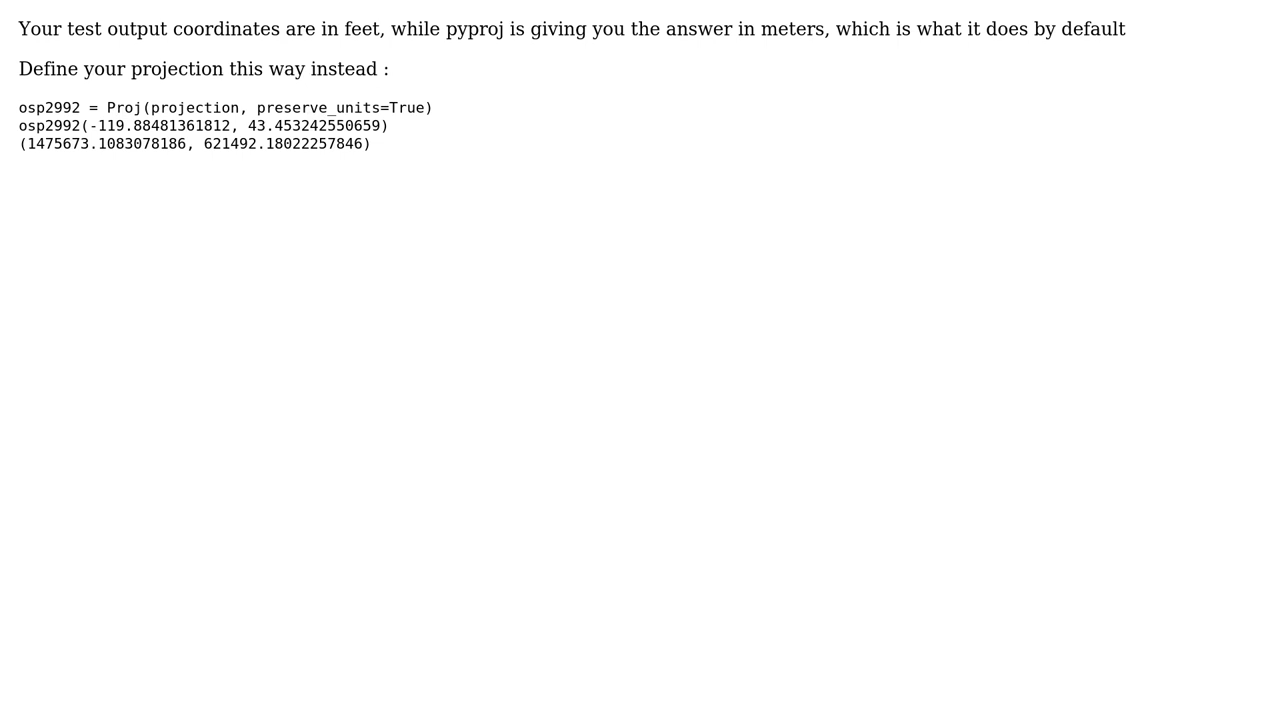 Your test output coordinates are in feet, while pyproj is giving you the answer in meters, which is what it does by default
Define your projection this way instead :
osp2992 = Proj(projection, preserve_units=True)
osp2992(-119.88481361812, 43.453242550659)
(1475673.1083078186, 621492.18022257846)